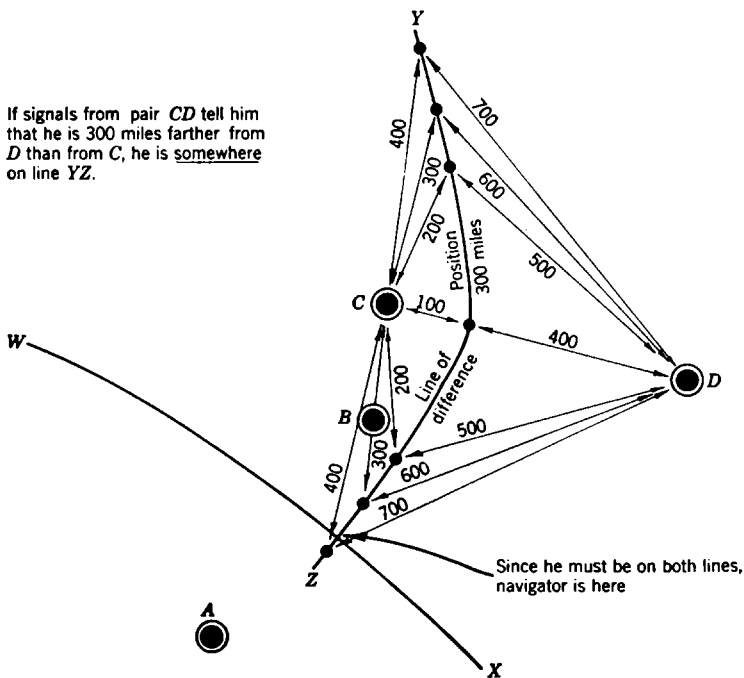 Y
If signals from pair CD tell him
that he is 300 miles farther from
D than from C, he is somewhere
on line YZ.
700
400
600
300
200
500
Position
300 miles
C
100
W
400
D
Line of
difference
200
B
500
300
600
400
700
Z
Since he must be on both lines,
navigator is here
A
X